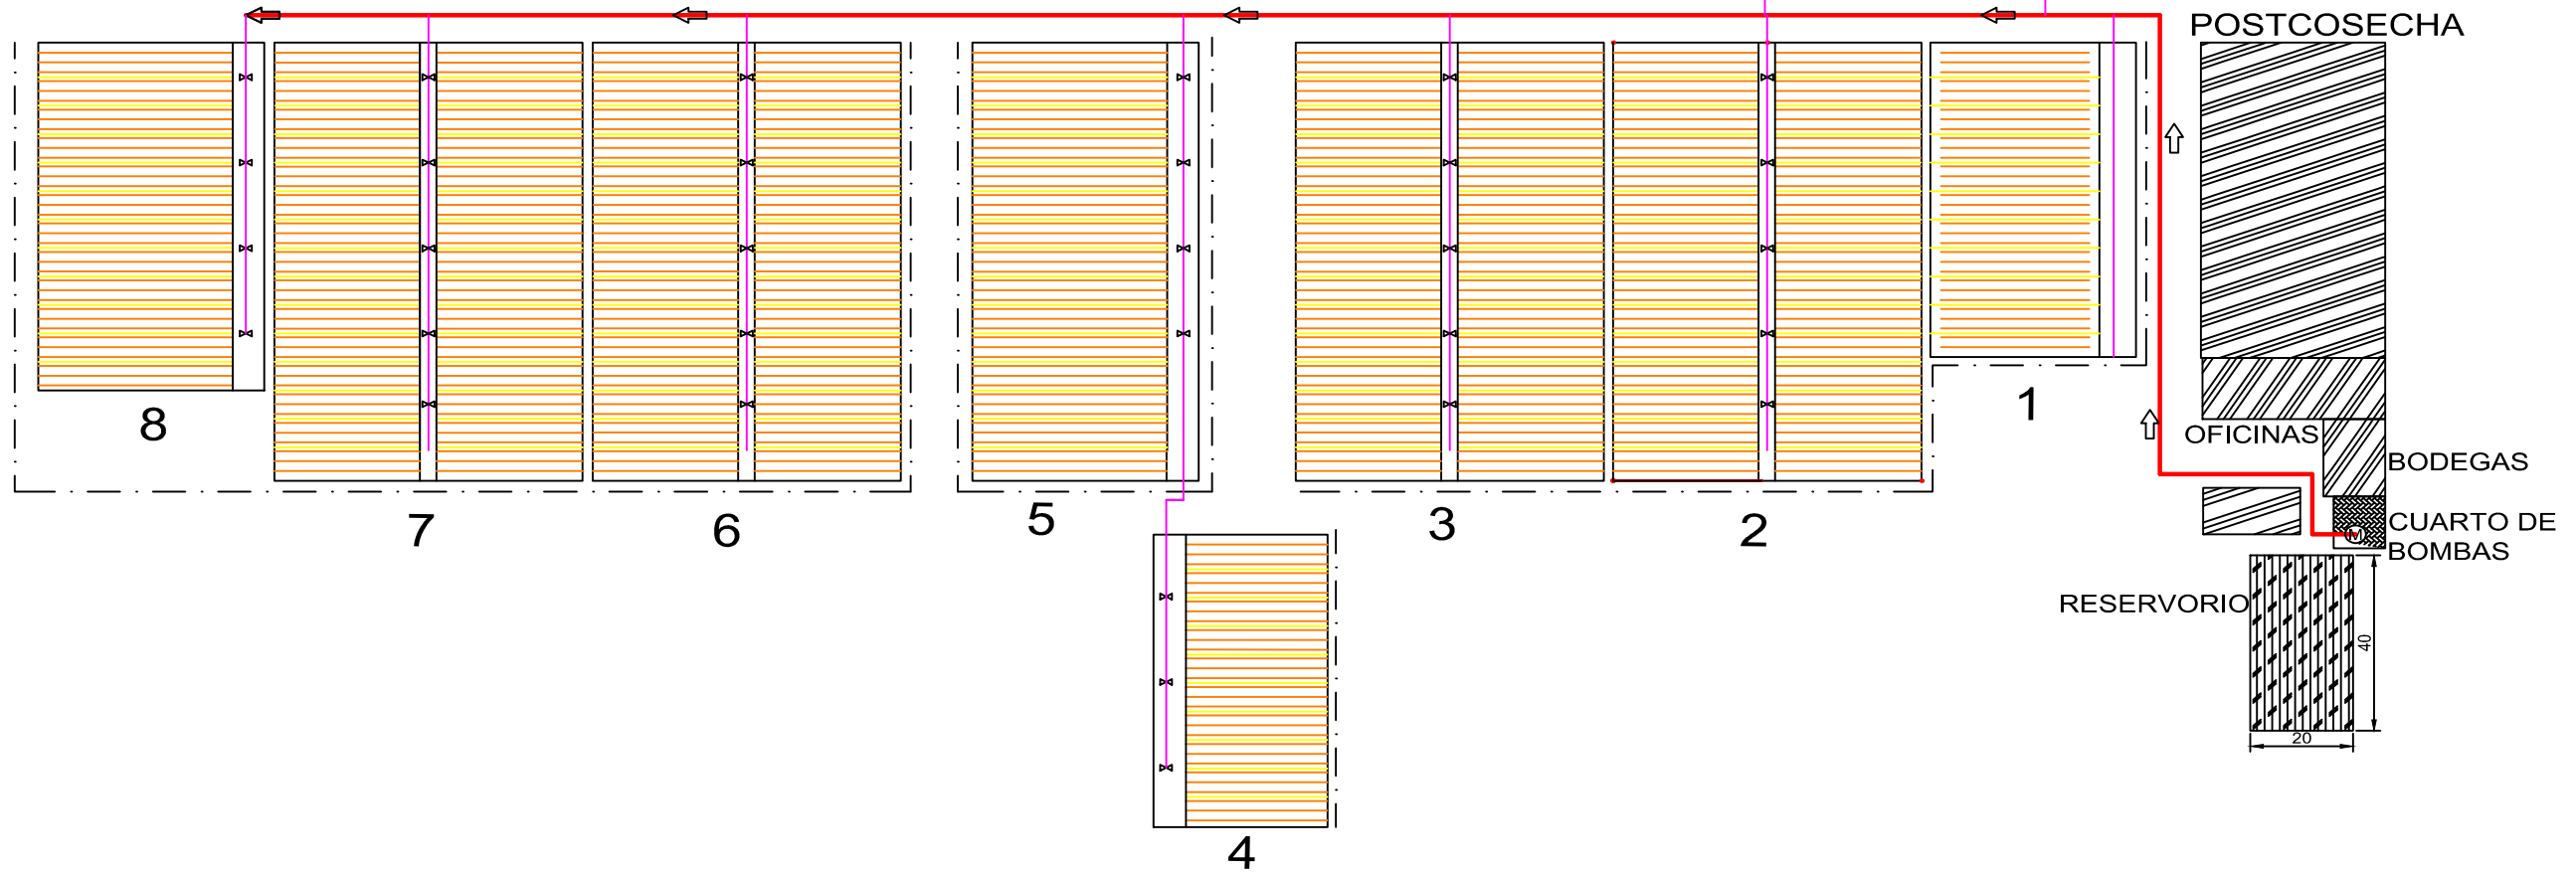 POSTCOSECHA
1
8
OFICINAS
BODEGAS
7
6
5
3
2
CUARTO DE
BOMBAS
M
RESERVORIO
40
20
4